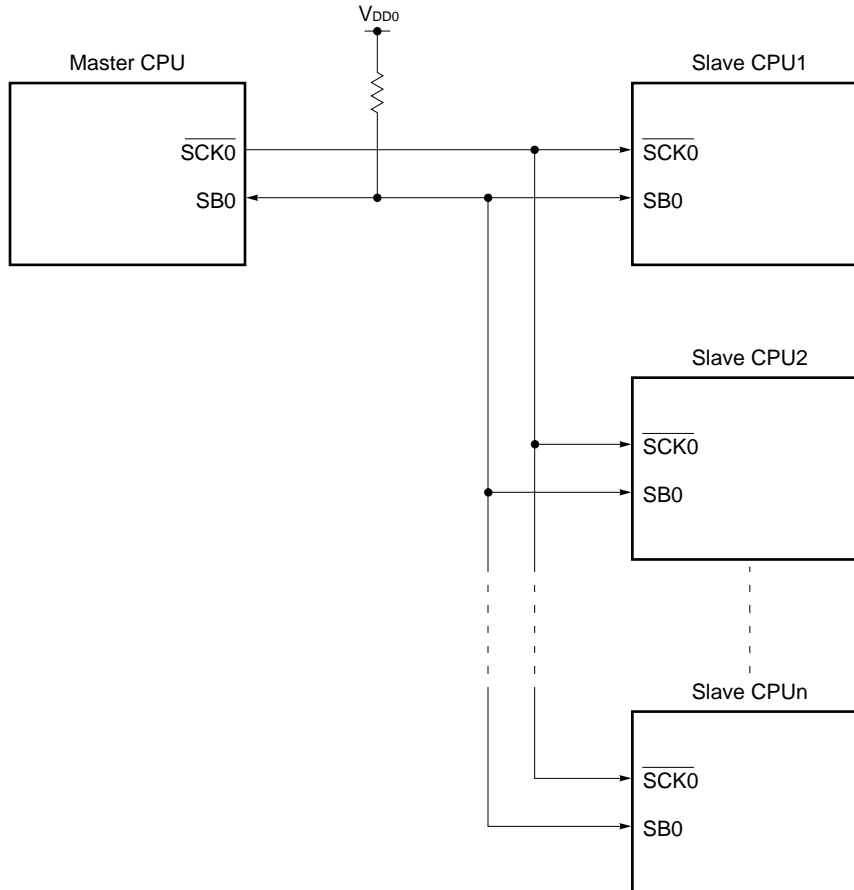 VDD0
Master CPU
Slave CPU1
SCK0
SCK0
SB0
SB0
Slave CPU2
SCK0
SB0
Slave CPUn
SCK0
SB0